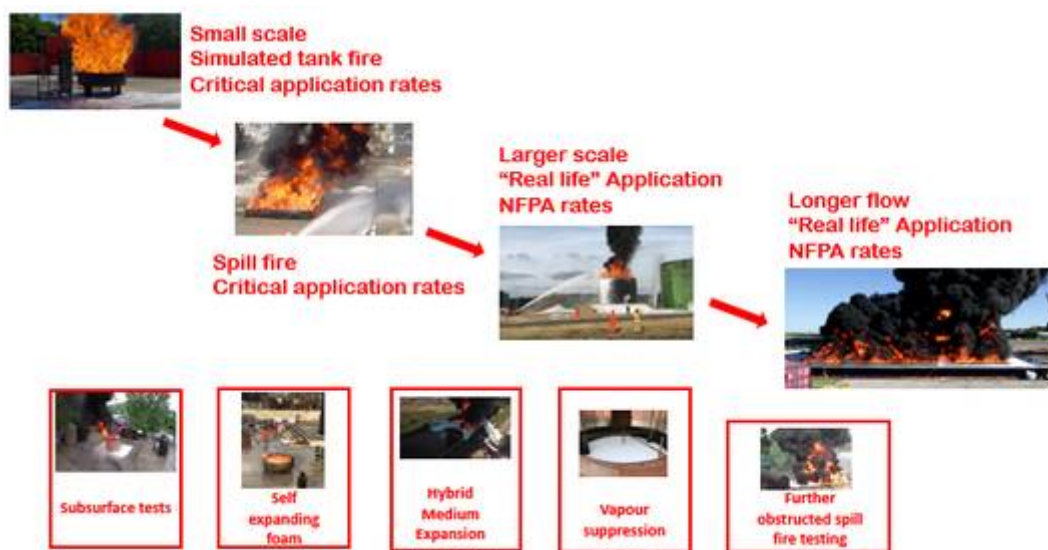 Small scale
Simulated tank fire
Critical application rates
Spill fire
Critical application rates
Larger scale
“Real life” Application
NFPA rates
Longer flow
“Real life” Application
NFPA rates
Subsurface tests
Self
expanding
foam
Hybrid
Medium
Expansion
Vapour
suppression
Further
obstructed spill
fire testing